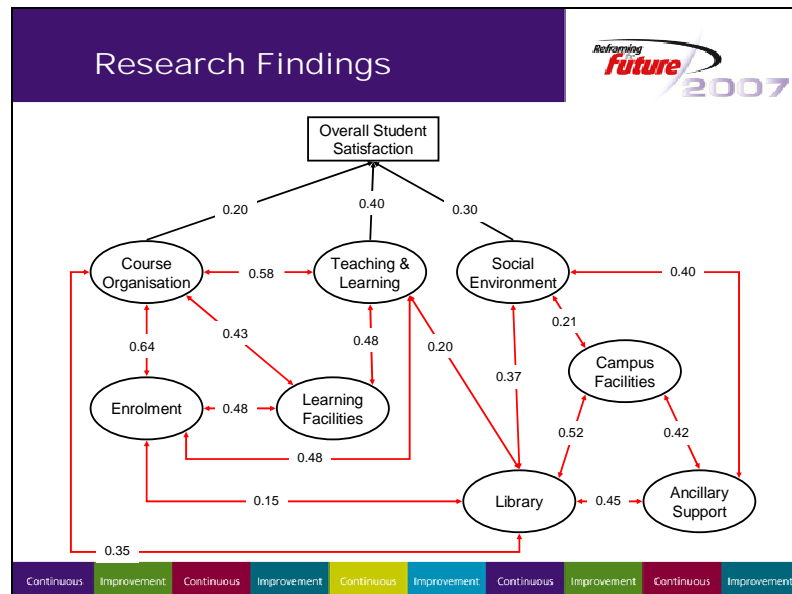 Research Findings
Reframing
the
Future
2007
Overall Student
Satisfaction
0.20
0.40
0.30
Course
Organisation
0.58
Teaching &
Learning
Social
Environment
0.40
0.64
0.43
0.48
0.20
0.21
0.37
Campus
Facilities
Enrolment
0.48
Learning
Facilities
0.48
0.52
0.42
0.15
Library
0.45
Ancillary
Support
0.35
Continuous Improvement Continuous Improvement Continuous Improvement Continuous Improvement Continuous Improvement